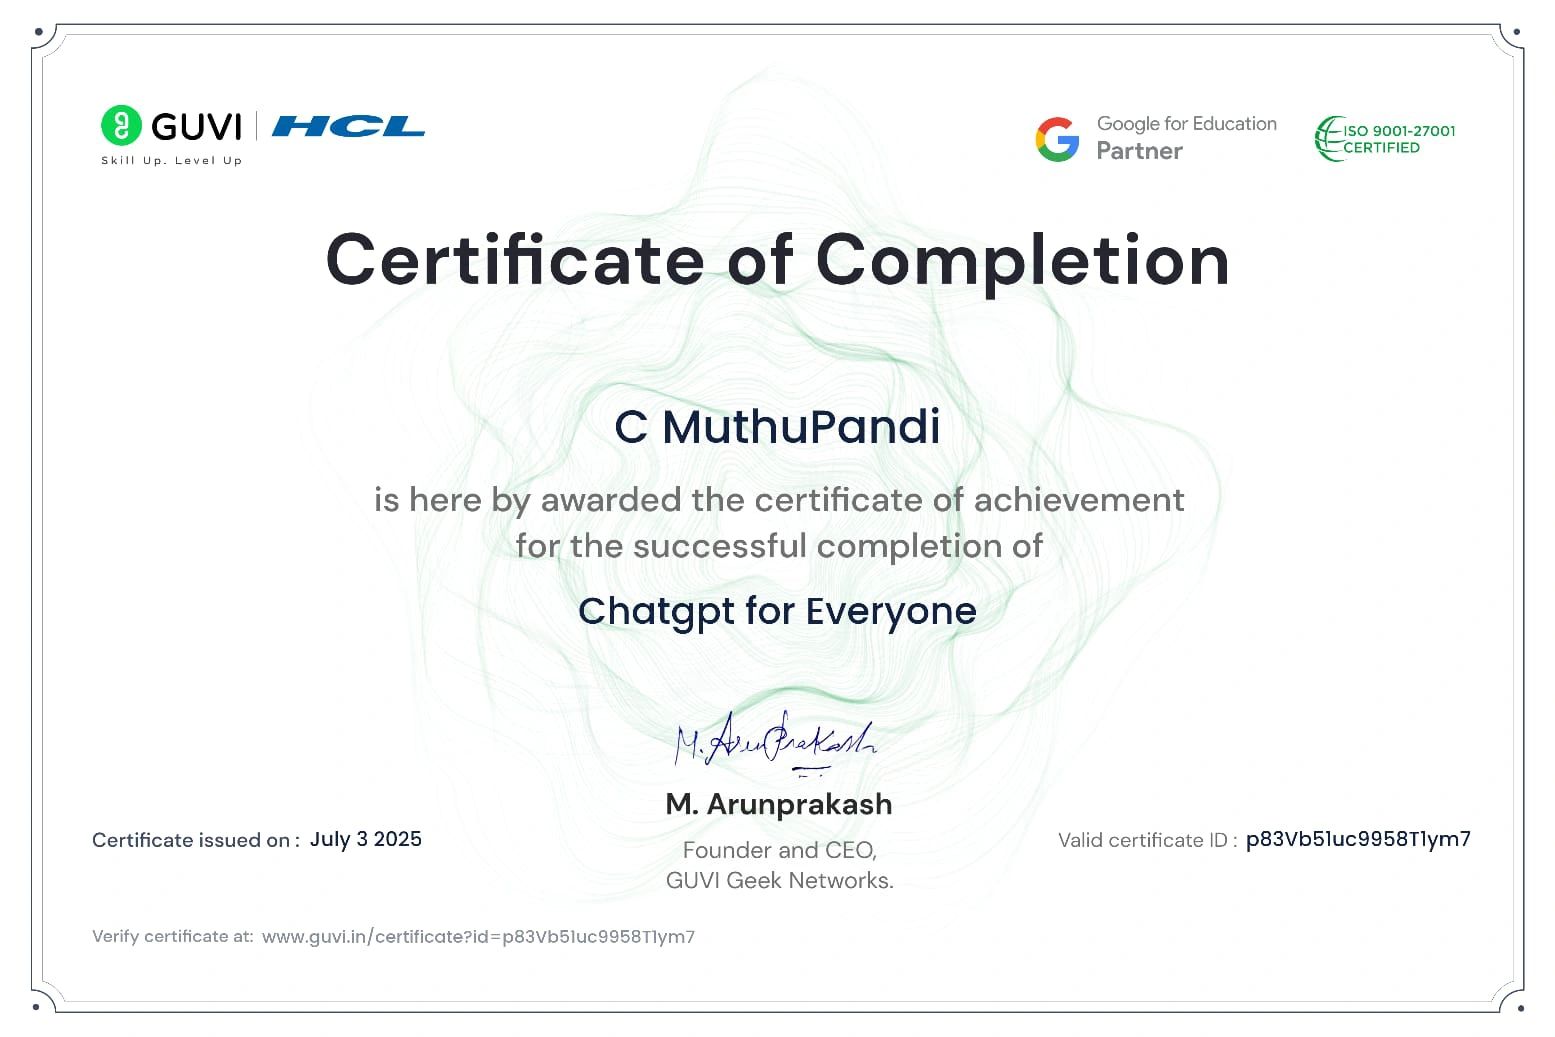 GUVI | HCL
Skill Up. Level Up
Google for Education
Partner
ISO 9001-27001
CERTIFIED
Certificate of Completion
C MuthuPandi
is here by awarded the certificate of achievement
for the successful completion of
Chatgpt for Everyone
M. ArunPrakash
M. Arunprakash
Founder and CEO,
GUVI Geek Networks.
Certificate issued on : July 3 2025
Valid certificate ID : p83Vb51uc9958T1ym7
Verify certificate at: www.guvi.in/certificate?id=p83Vb51uc9958T1ym7